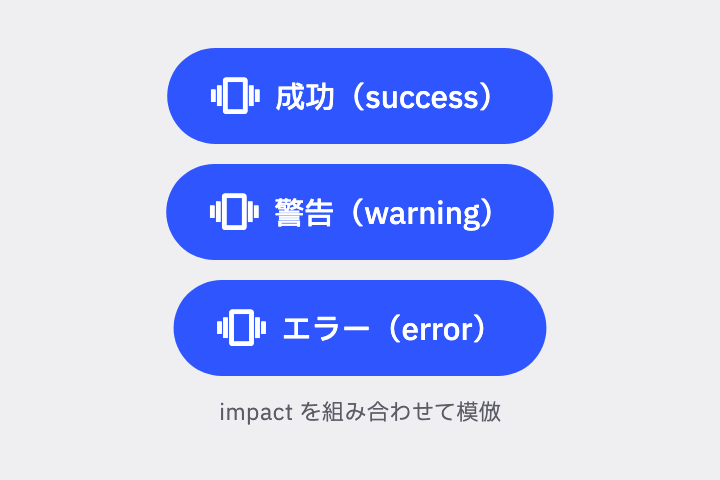 成功（success）
警告（warning）
エラー（error）
impact を組み合わせて模倣